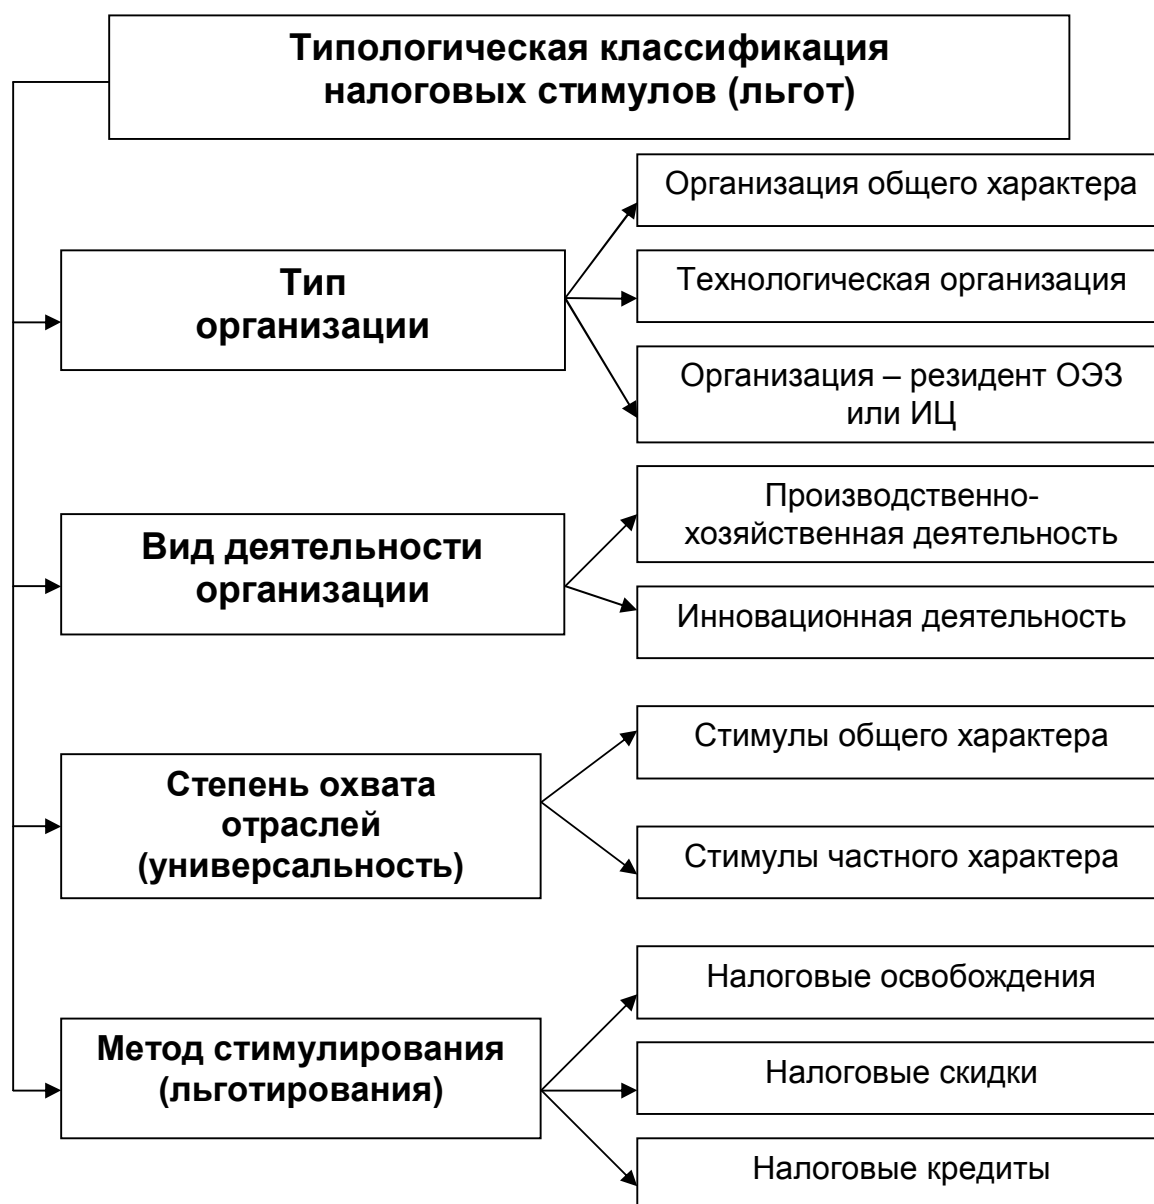 Типологическая классификация
налоговых стимулов (льгот)
Организация общего характера
Тип
организации
Технологическая организация
Организация – резидент ОЭЗ
или ИЦ
Вид деятельности
организации
Производственно-
хозяйственная деятельность
Инновационная деятельность
Степень охвата
отраслей
(универсальность)
Стимулы общего характера
Стимулы частного характера
Метод стимулирования
(льготирования)
Налоговые освобождения
Налоговые скидки
Налоговые кредиты